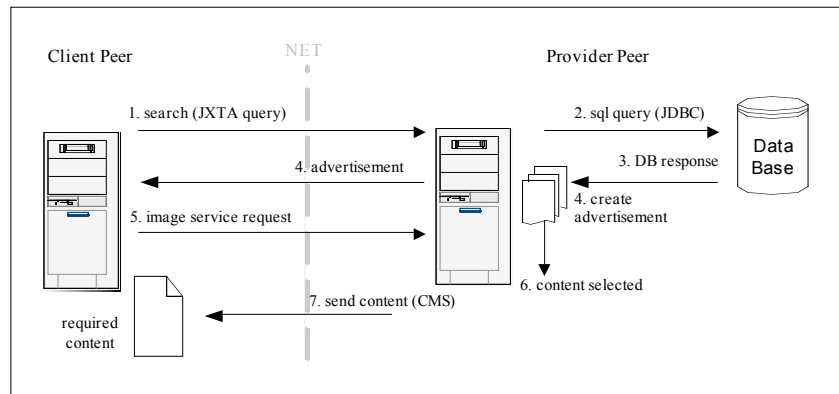 Client Peer
NET
Provider Peer
1. search (JXTA query)
2. sql query (JDBC)
Data
Base
4. advertisement
3. DB response
4. create
advertisement
5. image service request
6. content selected
7. send content (CMS)
required
content